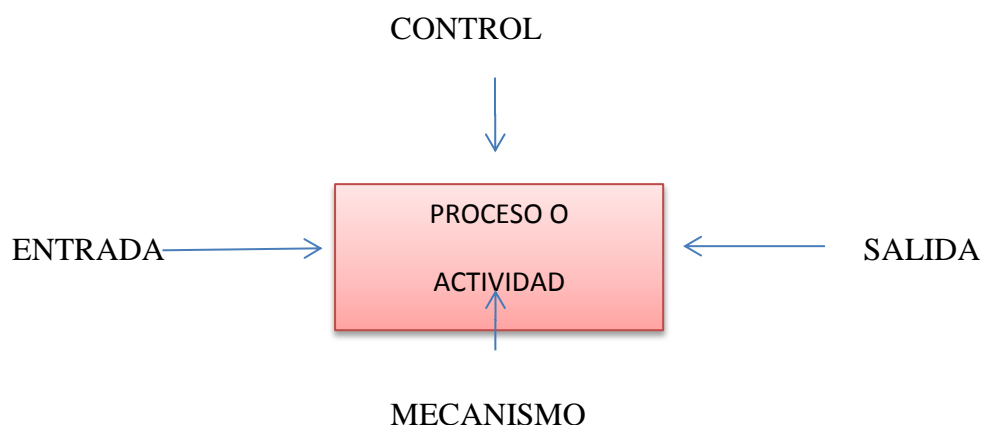 CONTROL
PROCESO O
ENTRADA
SALIDA
ACTIVIDAD
MECANISMO